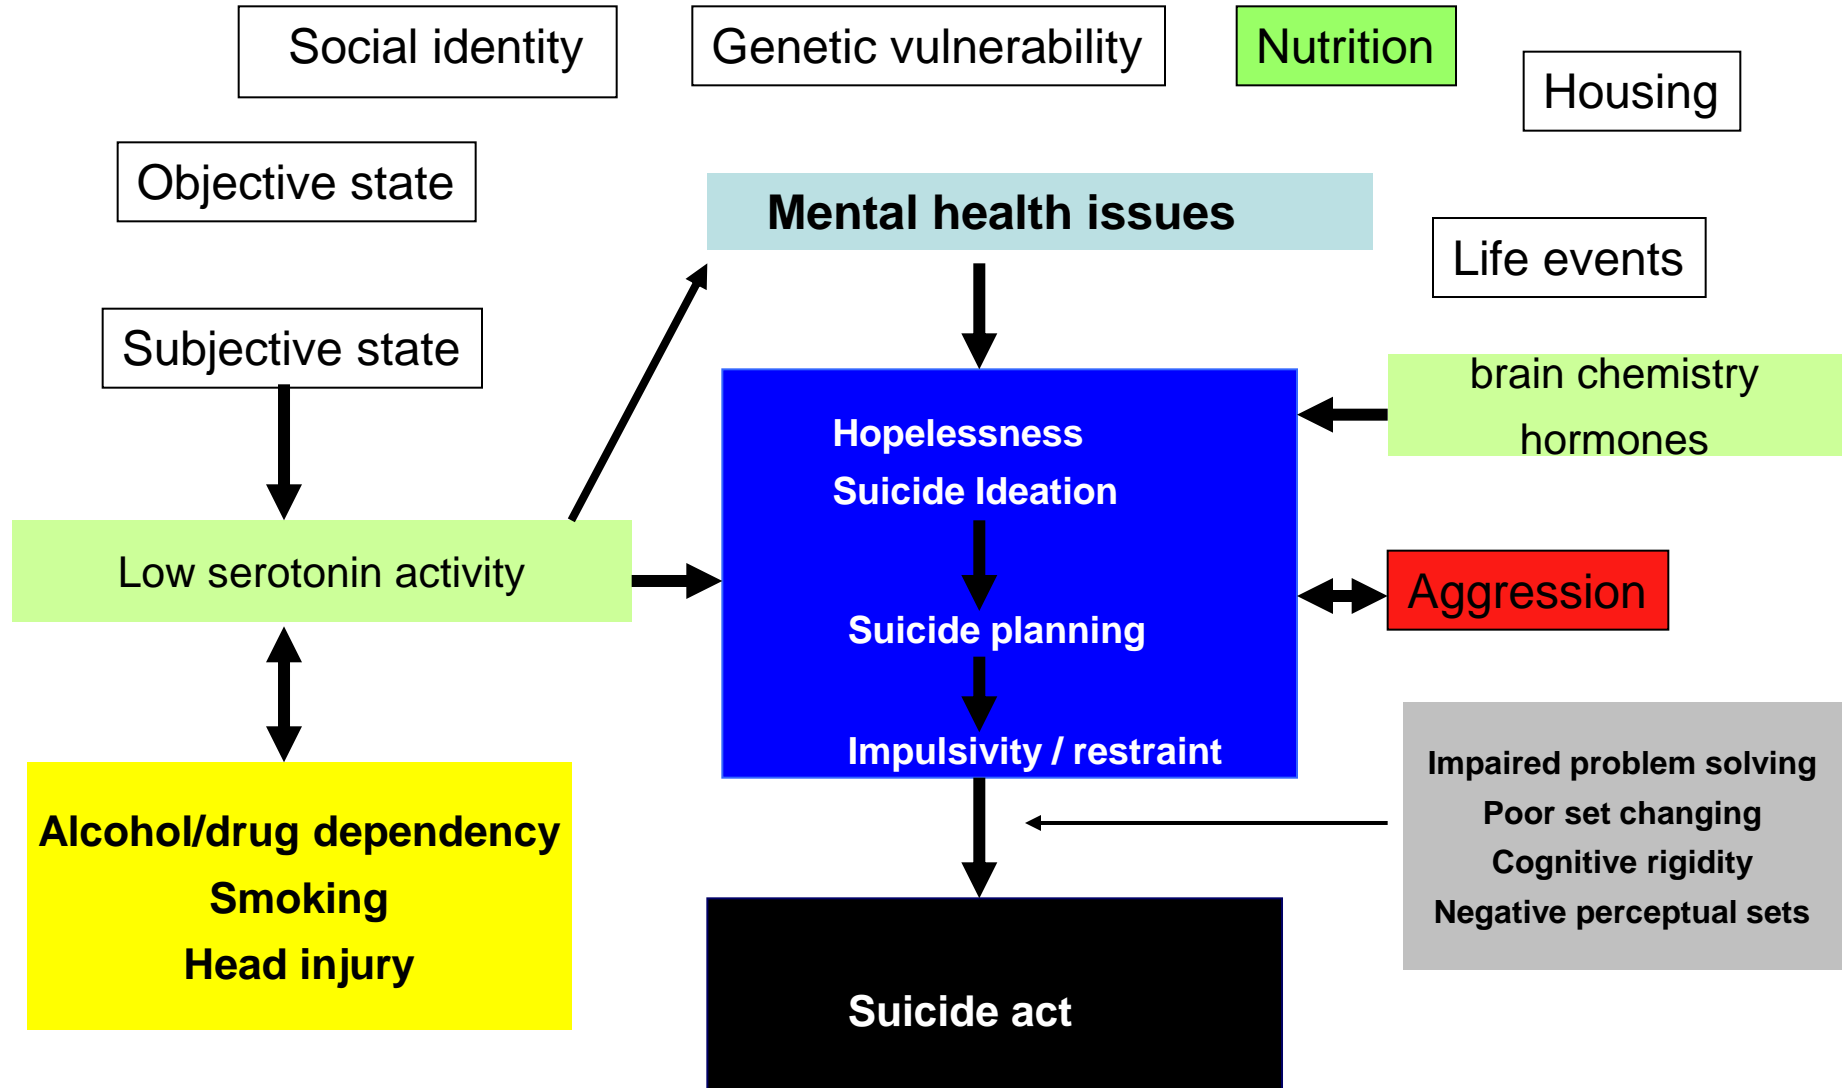 Social identity
Genetic vulnerability
Nutrition
Housing
Objective state
Mental health issues
Life events
Subjective state
brain chemistry
hormones
Hopelessness
Suicide Ideation
Low serotonin activity
Aggression
Suicide planning
Impulsivity / restraint
Impaired problem solving
Poor set changing
Cognitive rigidity
Negative perceptual sets
Alcohol/drug dependency
Smoking
Head injury
Suicide act